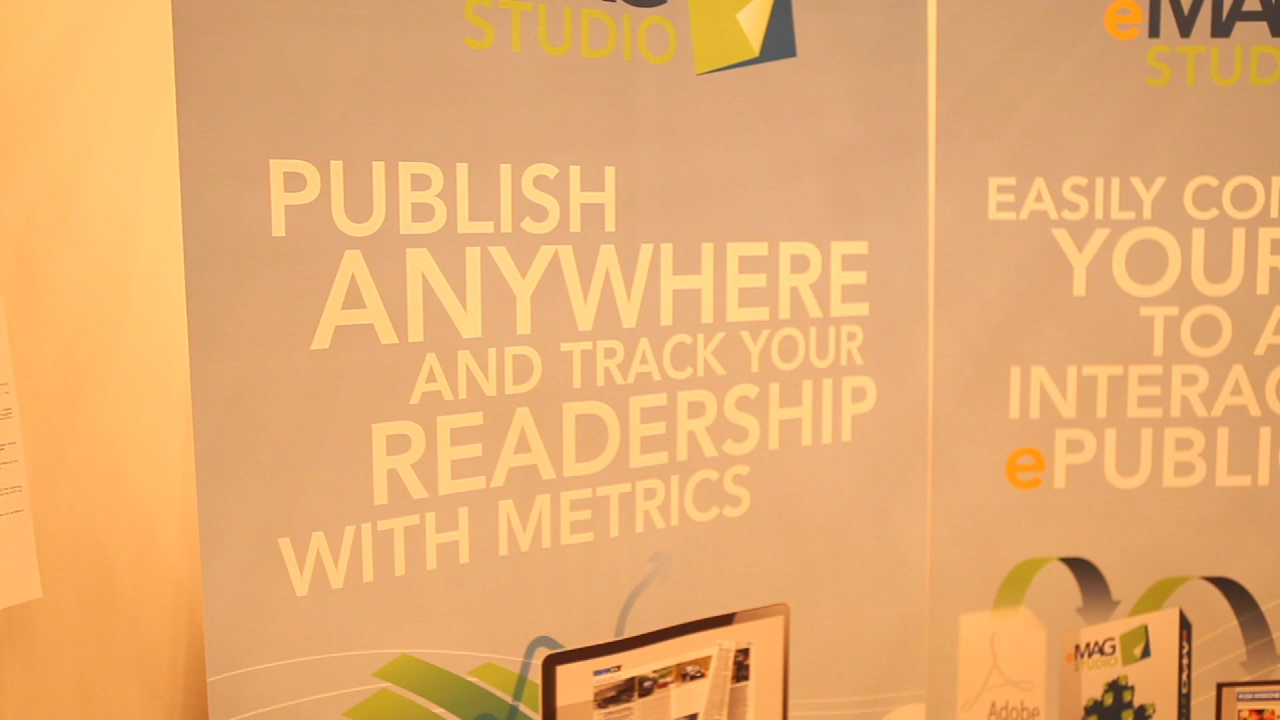 STUDIO
PUBLISH
ANYWHERE
AND TRACK YOUR
READERSHIP
WITH METRICS
eMAG
STUD
EASILY CON
YOUR
TO A
INTERAC
ePUBLIC
eMAG
STUDIO
Adobe